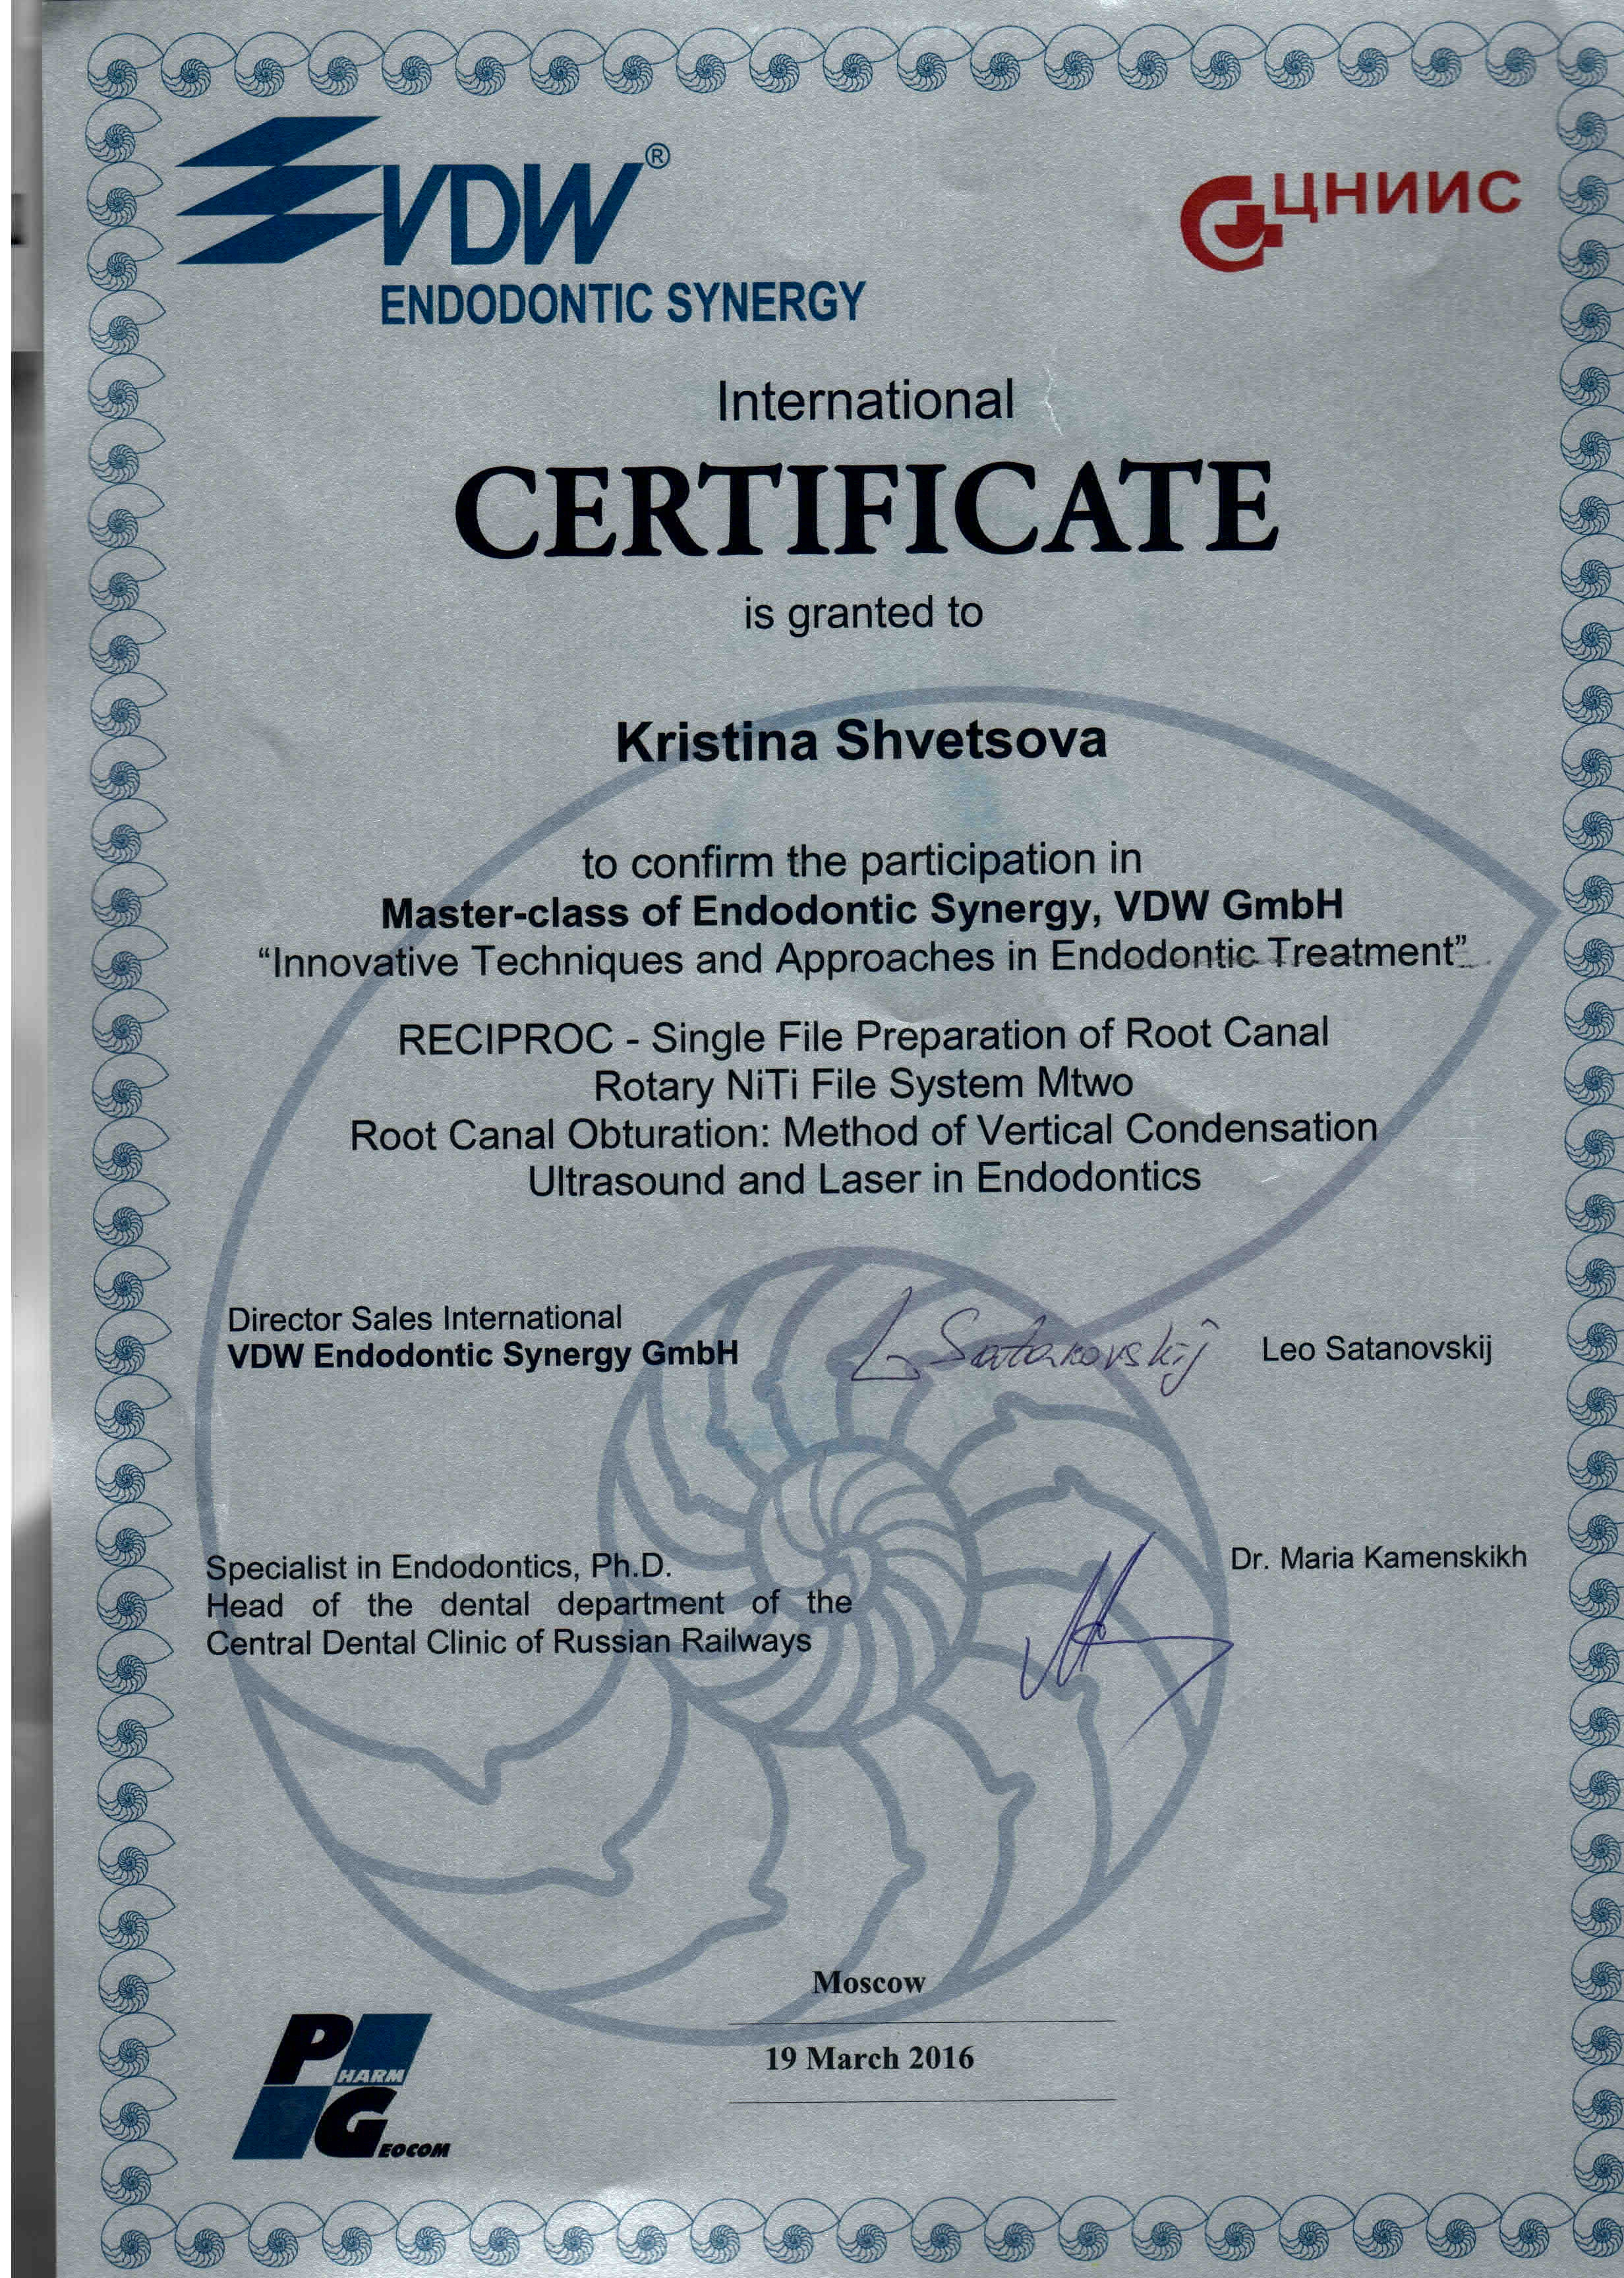 VDW®
ENDODONTIC SYNERGY
ЦНИИС
International
CERTIFICATE
is granted to
Kristina Shvetsova
to confirm the participation in
Master-class of Endodontic Synergy, VDW GmbH
“Innovative Techniques and Approaches in Endodontic Treatment”
RECIPROC - Single File Preparation of Root Canal
Rotary NiTi File System Mtwo
Root Canal Obturation: Method of Vertical Condensation
Ultrasound and Laser in Endodontics
Director Sales International
VDW Endodontic Synergy GmbH
L Satanovskij
Leo Satanovskij
Specialist in Endodontics, Ph.D.
Head of the dental department of the
Central Dental Clinic of Russian Railways
Dr. Maria Kamenskikh
Moscow
19 March 2016
PHARM
GEOCOM